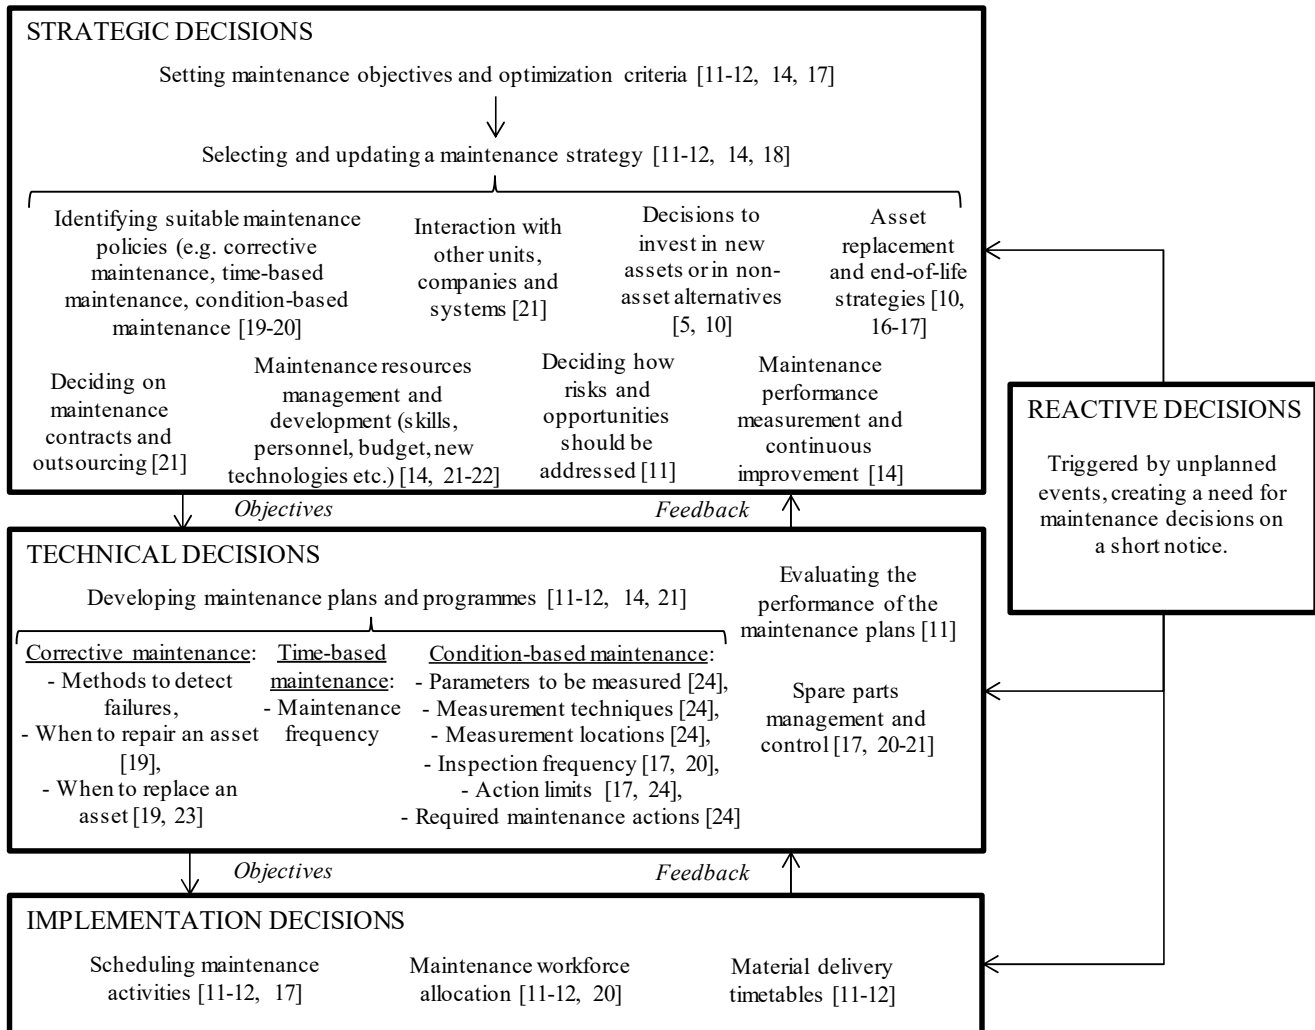 STRATEGIC DECISIONS
Setting maintenance objectives and optimization criteria [11-12, 14, 17]
Selecting and updating a maintenance strategy [11-12, 14, 18]
Identifying suitable maintenance
policies (e.g. corrective
maintenance, time-based
maintenance, condition-based
maintenance [19-20]
Interaction with
other units,
companies and
systems [21]
Decisions to
invest in new
assets or in non-
asset alternatives
[5, 10]
Asset
replacement
and end-of-life
strategies [10,
16-17]
Deciding on
maintenance
contracts and
outsourcing [21]
Maintenance resources
management and
development (skills,
personnel, budget, new
technologies etc.) [14, 21-22]
Deciding how
risks and
opportunities
should be
addressed [11]
Maintenance
performance
measurement and
continuous
improvement [14]
REACTIVE DECISIONS
Triggered by unplanned
events, creating a need for
maintenance decisions on
a short notice.
Objectives
Feedback
TECHNICAL DECISIONS
Developing maintenance plans and programmes [11-12, 14, 21]
Corrective maintenance:
- Methods to detect
failures,
- When to repair an asset
[19],
- When to replace an
asset [19, 23]
Time-based
maintenance:
- Maintenance
frequency
Condition-based maintenance:
- Parameters to be measured [24],
- Measurement techniques [24],
- Measurement locations [24],
- Inspection frequency [17, 20],
- Action limits [17, 24],
- Required maintenance actions [24]
Evaluating the
performance of the
maintenance plans [11]
Spare parts
management and
control [17, 20-21]
Objectives
Feedback
IMPLEMENTATION DECISIONS
Scheduling maintenance
activities [11-12, 17]
Maintenance workforce
allocation [11-12, 20]
Material delivery
timetables [11-12]